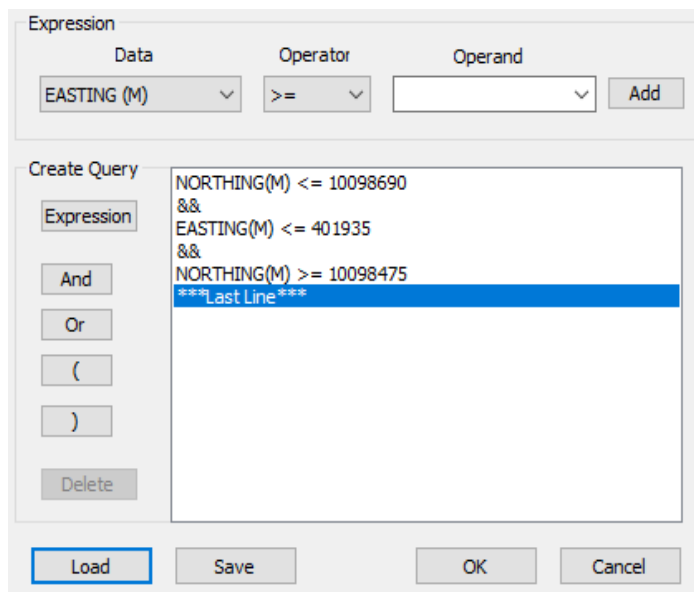 Expression
Data Operator Operand
EASTING (M) >= Add
Create Query
NORTHING(M) <= 10098690
&&
Expression
EASTING(M) <= 401935
&&
And
NORTHING(M) >= 10098475
***Last Line***
Or
(
)
Delete
Load Save OK Cancel